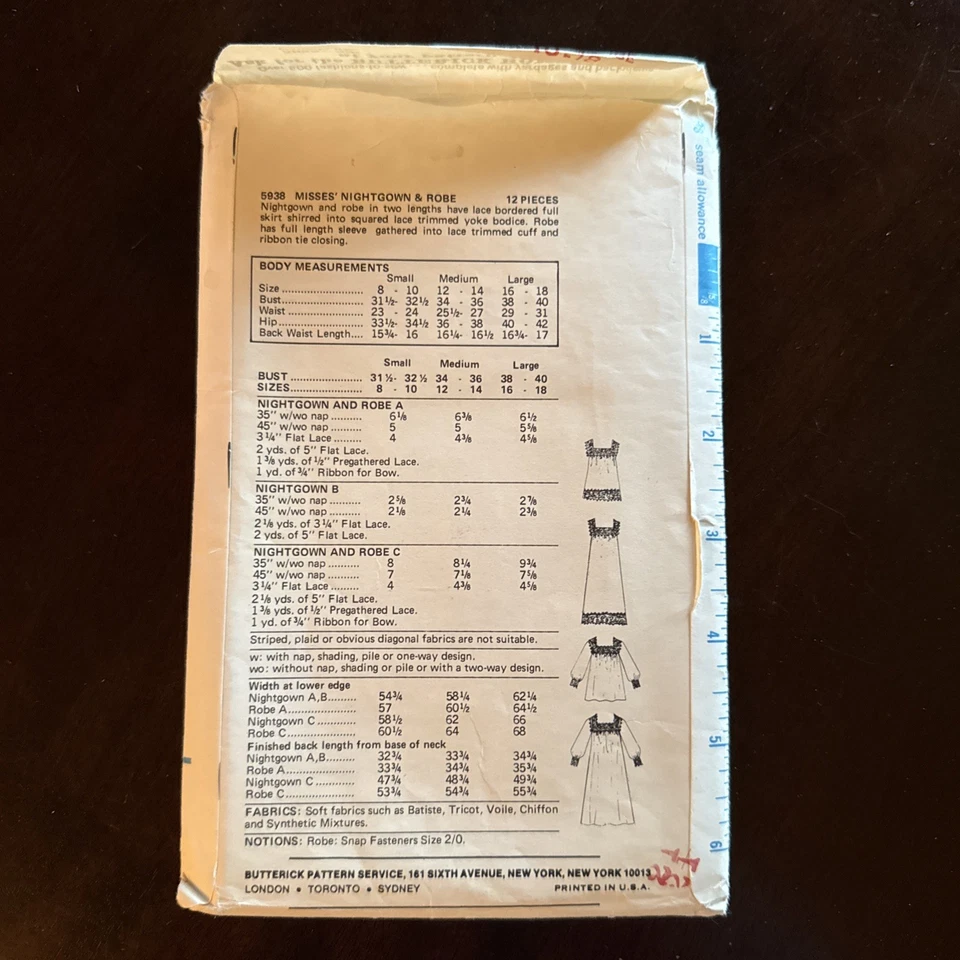 Ask for the BUTTERICK
Over 600 fashions to sew complete with yardages and backviews
5938 MISSES' NIGHTGOWN & ROBE 12 PIECES
Nightgown and robe in two lengths have lace bordered full
skirt shirred into squared lace trimmed yoke bodice. Robe
has full length sleeve gathered into lace trimmed cuff and
ribbon tie closing.
BODY MEASUREMENTS
Small Medium Large
Size 8 - 10 12 - 14 16 - 18
Bust 31½- 32½ 34 - 36 38 - 40
Waist 23 - 24 25½- 27 29 - 31
Hip 33½- 34½ 36 - 38 40 - 42
Back Waist Length 15¾- 16 16¼- 16½ 16¾- 17
Small Medium Large
BUST 31½- 32½ 34 - 36 38 - 40
SIZES 8 - 10 12 - 14 16 - 18
NIGHTGOWN AND ROBE A
35" w/wo nap 6⅛ 6⅜ 6½
45" w/wo nap 5 5 5⅝
3¼" Flat Lace 4 4⅜ 4⅝
2 yds. of 5" Flat Lace.
1⅜ yds. of ½" Pregathered Lace.
1 yd. of ¾" Ribbon for Bow.
NIGHTGOWN B
35" w/wo nap 2⅝ 2¾ 2⅞
45" w/wo nap 2⅛ 2¼ 2⅜
2⅛ yds. of 3¼" Flat Lace.
2 yds. of 5" Flat Lace.
NIGHTGOWN AND ROBE C
35" w/wo nap 8 8¼ 9¾
45" w/wo nap 7 7⅛ 7⅝
3¼" Flat Lace 4 4⅜ 4⅝
2⅛ yds. of 5" Flat Lace.
1⅜ yds. of ½" Pregathered Lace.
1 yd. of ¾" Ribbon for Bow.
Striped, plaid or obvious diagonal fabrics are not suitable.
w: with nap, shading, pile or one-way design.
wo: without nap, shading or pile or with a two-way design.
Width at lower edge
Nightgown A,B 54¾ 58¼ 62¼
Robe A 57 60½ 64½
Nightgown C 58½ 62 66
Robe C 60½ 64 68
Finished back length from base of neck
Nightgown A,B 32¾ 33¾ 34¾
Robe A 33¾ 34¾ 35¾
Nightgown C 47¾ 48¾ 49¾
Robe C 53¾ 54¾ 55¾
FABRICS: Soft fabrics such as Batiste, Tricot, Voile, Chiffon
and Synthetic Mixtures.
NOTIONS: Robe: Snap Fasteners Size 2/0.
BUTTERICK PATTERN SERVICE, 161 SIXTH AVENUE, NEW YORK, NEW YORK 10013
LONDON • TORONTO • SYDNEY PRINTED IN U.S.A.
seam allowance
1
2
3
4
5
6